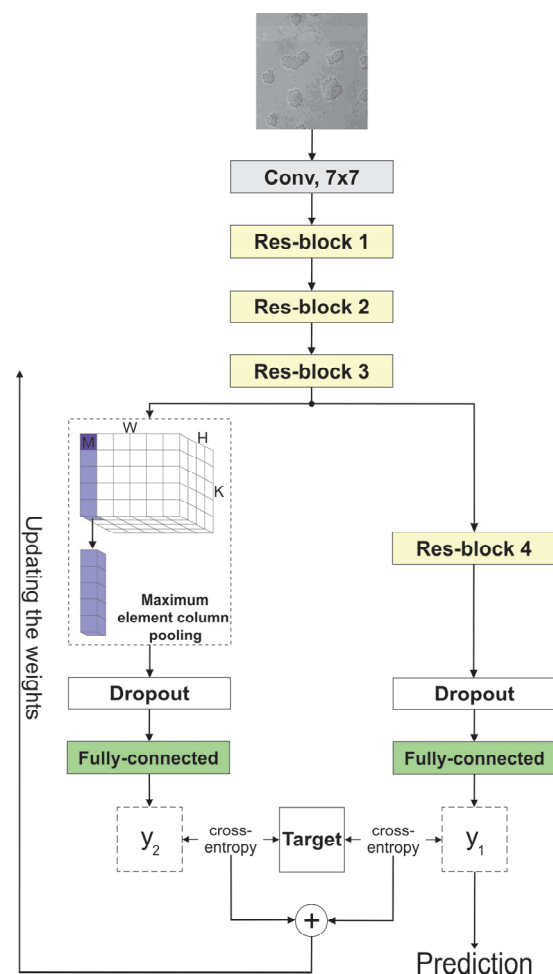 Conv, 7x7
Res-block 1
Res-block 2
Res-block 3
W
H
M
K
Maximum
element column
pooling
Res-block 4
Updating the weights
Dropout
Dropout
Fully-connected
Fully-connected
y2
cross-
entropy
Target
cross-
entropy
y1
+
Prediction